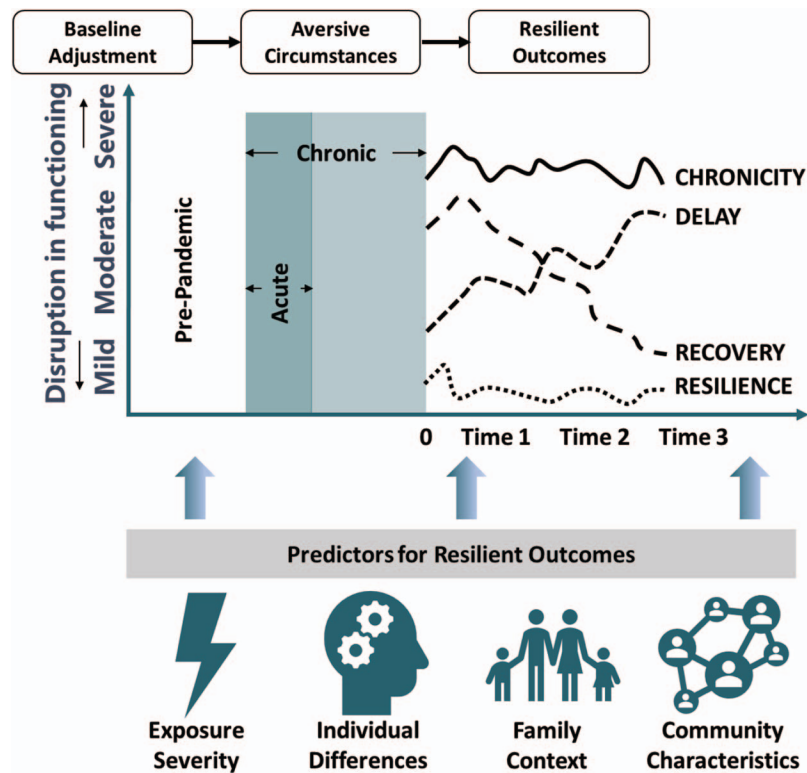 Baseline
Adjustment
Aversive
Circumstances
Resilient
Outcomes
Disruption in functioning
Mild Moderate Severe
Pre-Pandemic
Chronic
Acute
CHRONICITY
DELAY
RECOVERY
RESILIENCE
0 Time 1 Time 2 Time 3
Predictors for Resilient Outcomes
Exposure
Severity
Individual
Differences
Family
Context
Community
Characteristics